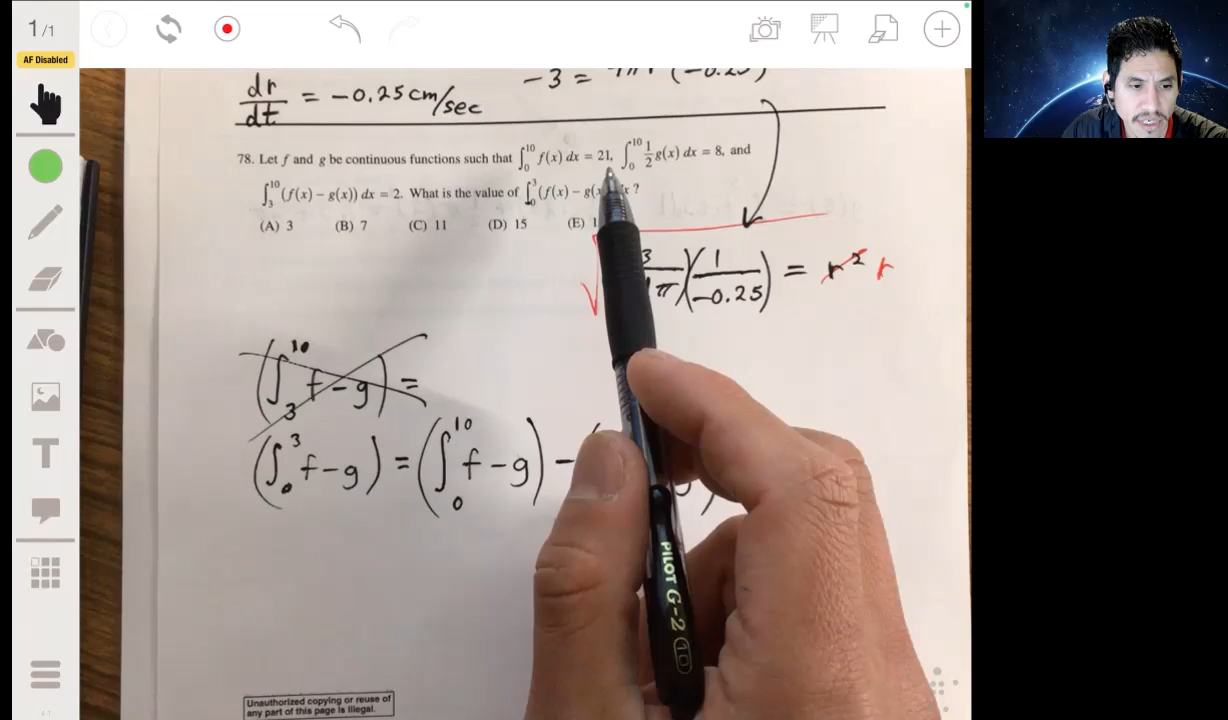 1/1
AF Disabled
dr/dt = -0.25 cm/sec
-3 =
78. Let f and g be continuous functions such that ∫₀¹⁰ f(x) dx = 21, ∫₀¹⁰ 1/2 g(x) dx = 8, and
∫₃¹⁰ (f(x) − g(x)) dx = 2. What is the value of ∫₀³ (f(x) − g(x ?
(A) 3 (B) 7 (C) 11 (D) 15 (E) 1
(1/-0.25) = r² r
(∫₃¹⁰ f-g) =
(∫₀³ f-g) = (∫₀¹⁰ f-g) -
PILOT G-2 10
Unauthorized copying or reuse of
any part of this page is illegal.
T